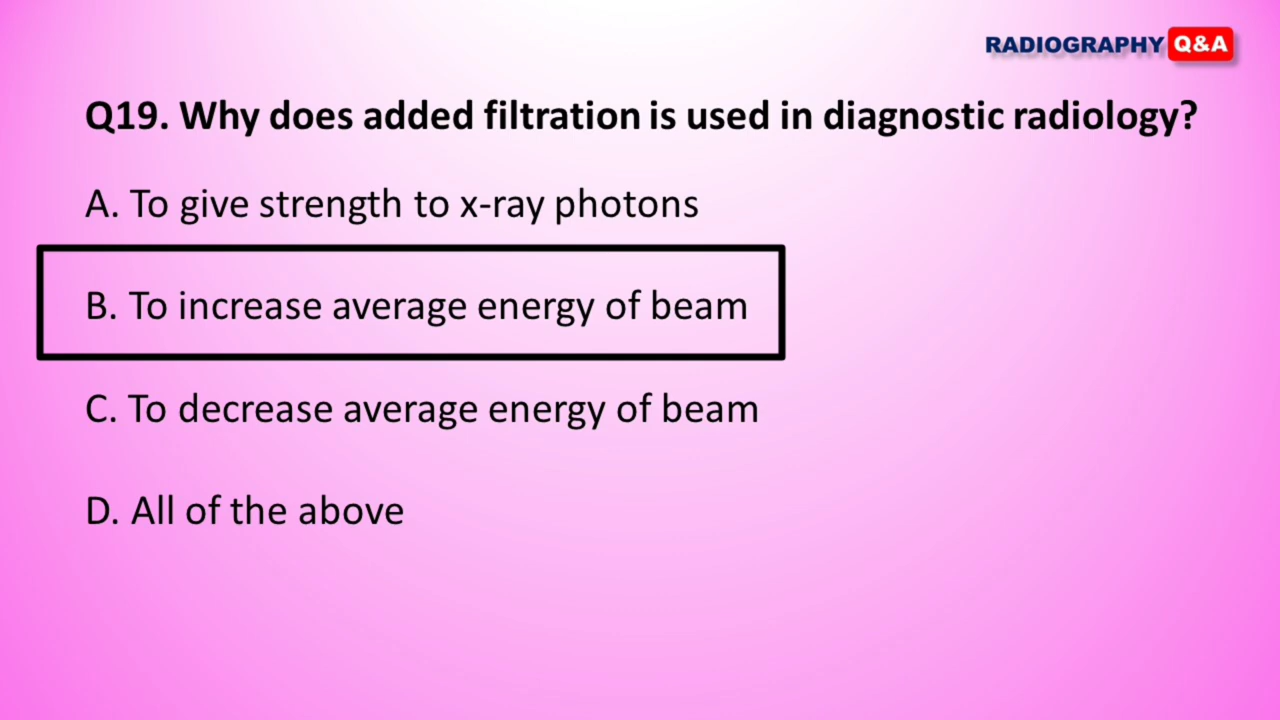 RADIOGRAPHY Q&A
Q19. Why does added filtration is used in diagnostic radiology?
A. To give strength to x-ray photons
B. To increase average energy of beam
C. To decrease average energy of beam
D. All of the above